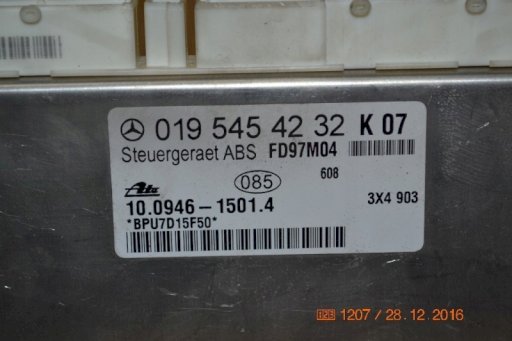 019 545 42 32 K 07
Steuergeraet ABS FD97M04
085 608
Ate
10.0946-1501.4 3X4 903
*BPU7D15F50*
1207 / 28.12.2016